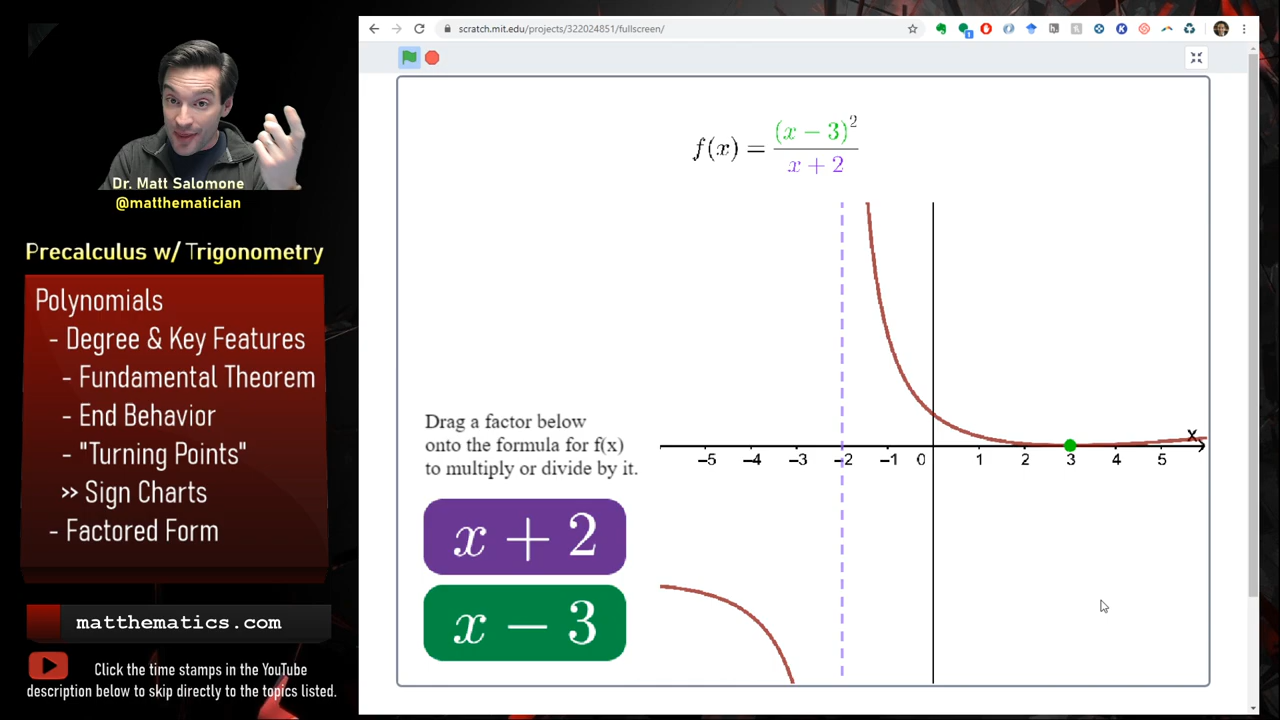 Dr. Matt Salomone
@matthematician
Precalculus w/ Trigonometry
Polynomials
- Degree & Key Features
- Fundamental Theorem
- End Behavior
- "Turning Points"
>> Sign Charts
- Factored Form
matthematics.com
Click the time stamps in the YouTube
description below to skip directly to the topics listed.
scratch.mit.edu/projects/322024851/fullscreen/
f(x) = (x − 3)² / x + 2
x
−5 −4 −3 −2 −1 0 1 2 3 4 5
Drag a factor below
onto the formula for f(x)
to multiply or divide by it.
x + 2
x − 3